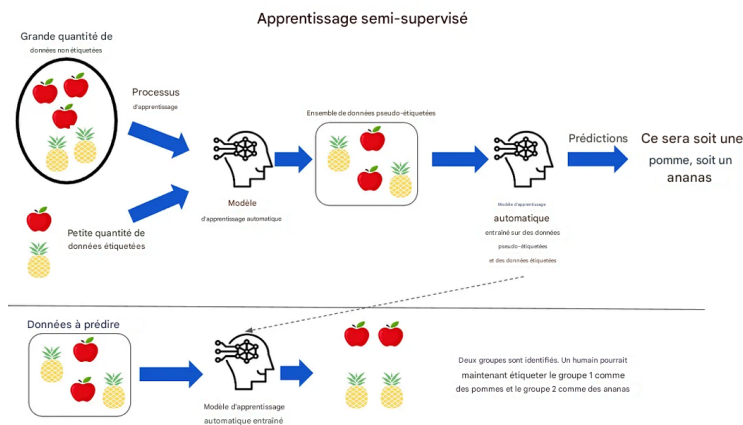 Apprentissage semi-supervisé
Grande quantité de
données non étiquetées
Processus
d'apprentissage
Petite quantité de
données étiquetées
Modèle
d'apprentissage automatique
Ensemble de données pseudo-étiquetées
Modèle d'apprentissage
automatique
entraîné sur des données
pseudo-étiquetées
et des données étiquetées
Prédictions
Ce sera soit une
pomme, soit un
ananas
Données à prédire
Modèle d'apprentissage
automatique entraîné
Deux groupes sont identifiés. Un humain pourrait
maintenant étiqueter le groupe 1 comme
des pommes et le groupe 2 comme des ananas